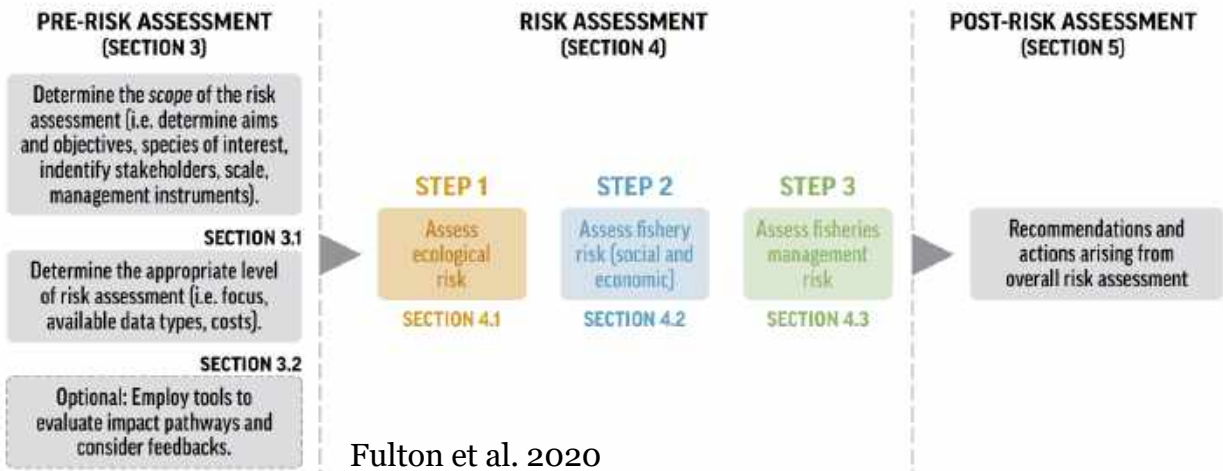 PRE-RISK ASSESSMENT
(SECTION 3)
Determine the scope of the risk
assessment (i.e. determine aims
and objectives, species of interest,
indentify stakeholders, scale,
management instruments).
SECTION 3.1
Determine the appropriate level
of risk assessment (i.e. focus,
available data types, costs).
SECTION 3.2
Optional: Employ tools to
evaluate impact pathways and
consider feedbacks.
RISK ASSESSMENT
(SECTION 4)
STEP 1
Assess
ecological
risk
SECTION 4.1
STEP 2
Assess fishery
risk (social and
economic)
SECTION 4.2
STEP 3
Assess fisheries
management
risk
SECTION 4.3
Fulton et al. 2020
POST-RISK ASSESSMENT
(SECTION 5)
Recommendations and
actions arising from
overall risk assessment